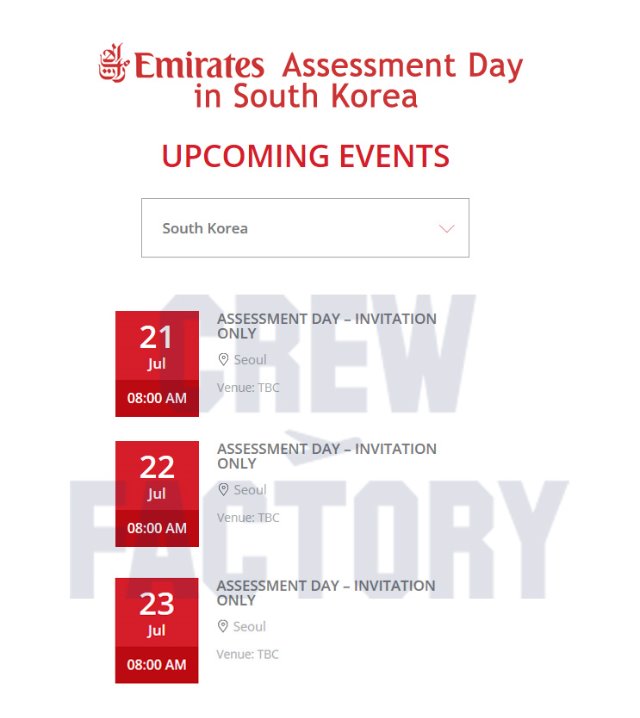 Emirates Assessment Day
in South Korea
UPCOMING EVENTS
South Korea
21
Jul
08:00 AM
ASSESSMENT DAY – INVITATION
ONLY
Seoul
Venue: TBC
22
Jul
08:00 AM
ASSESSMENT DAY – INVITATION
ONLY
Seoul
Venue: TBC
23
Jul
08:00 AM
ASSESSMENT DAY – INVITATION
ONLY
Seoul
Venue: TBC
CREW
FACTORY